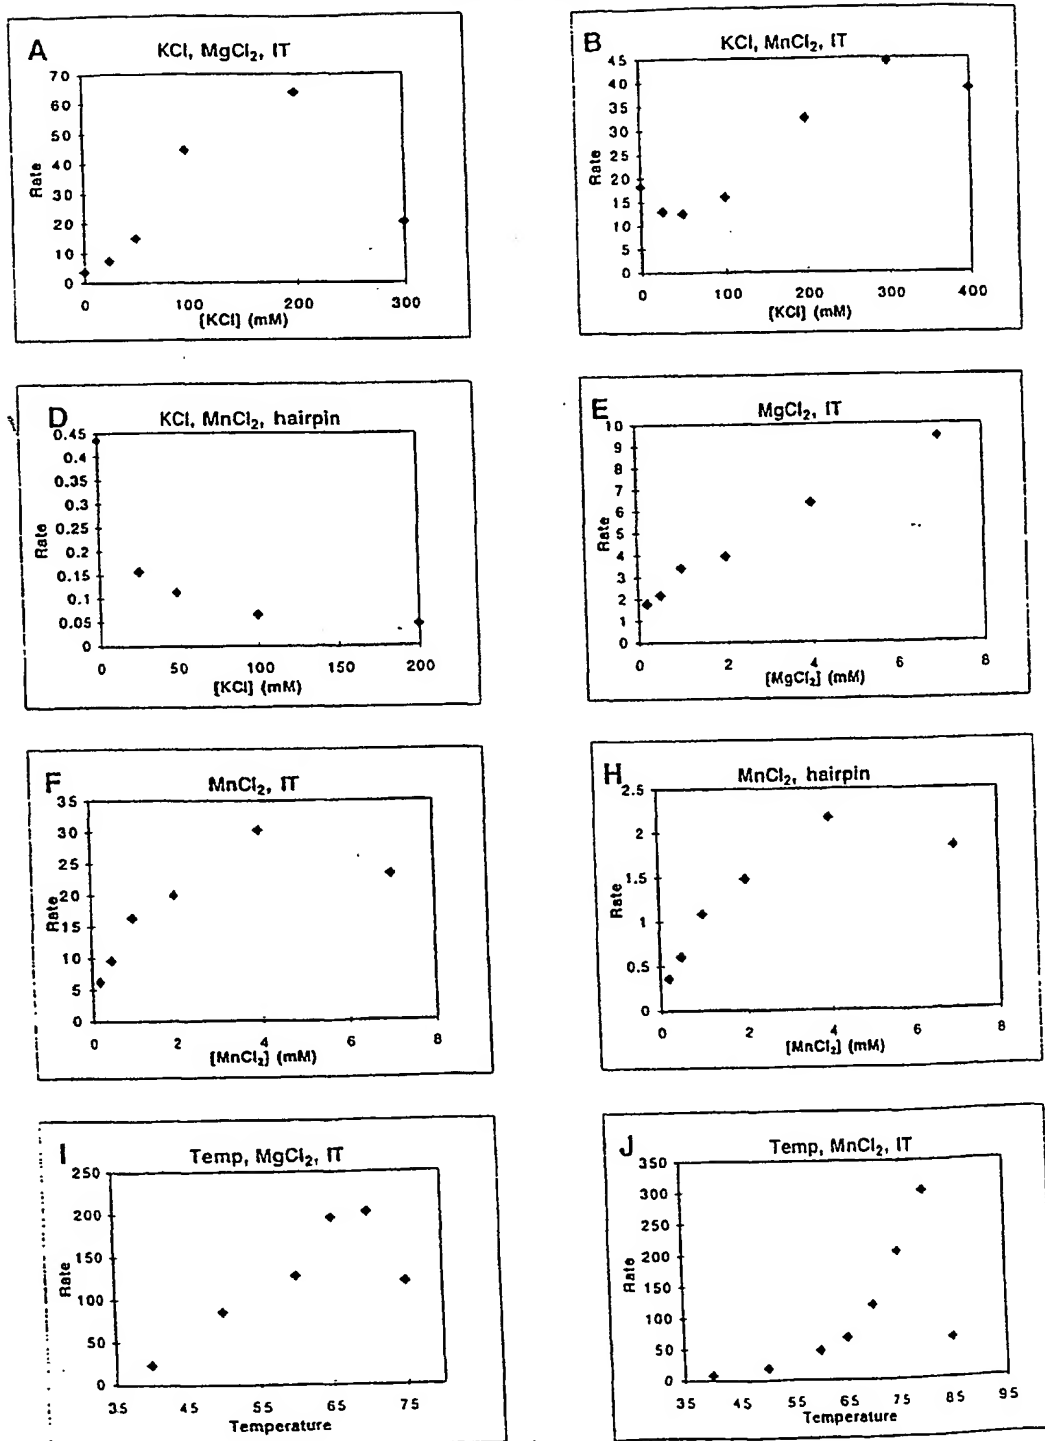 A
KCl, MgCl₂, IT
70
60
50
40
30
20
10
0
Rate
0 100 200 300
[KCl] (mM)
B
KCl, MnCl₂, IT
45
40
35
30
25
20
15
10
5
0
Rate
0 100 200 300 400
[KCl] (mM)
D
KCl, MnCl₂, hairpin
0.45
0.4
0.35
0.3
0.25
0.2
0.15
0.1
0.05
0
Rate
0 50 100 150 200
[KCl] (mM)
E
MgCl₂, IT
10
9
8
7
6
5
4
3
2
1
0
Rate
0 2 4 6 8
[MgCl₂] (mM)
F
MnCl₂, IT
35
30
25
20
15
10
5
0
Rate
0 2 4 6 8
[MnCl₂] (mM)
H
MnCl₂, hairpin
2.5
2
1.5
1
0.5
0
Rate
0 2 4 6 8
[MnCl₂] (mM)
I
Temp, MgCl₂, IT
250
200
150
100
50
0
Rate
35 45 55 65 75
Temperature
J
Temp, MnCl₂, IT
350
300
250
200
150
100
50
0
Rate
35 45 55 65 75 85 95
Temperature